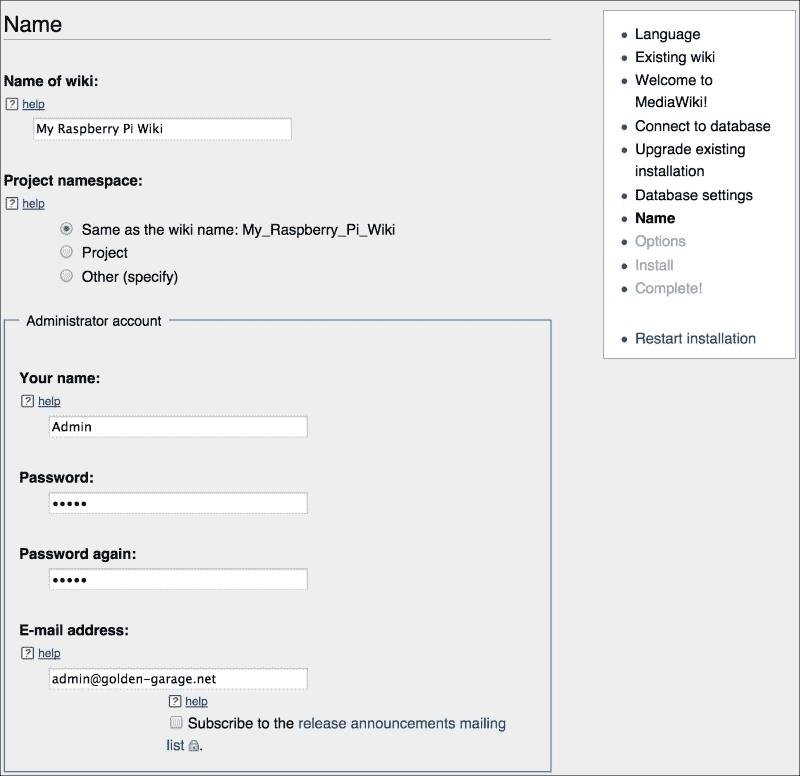 Name
Name of wiki:
? help
My Raspberry Pi Wiki
Project namespace:
? help
Same as the wiki name: My_Raspberry_Pi_Wiki
Project
Other (specify)
Administrator account
Your name:
? help
Admin
Password:
•••••
Password again:
•••••
E-mail address:
? help
admin@golden-garage.net
? help
Subscribe to the release announcements mailing
list.
Language
Existing wiki
Welcome to
MediaWiki!
Connect to database
Upgrade existing
installation
Database settings
Name
Options
Install
Complete!
Restart installation